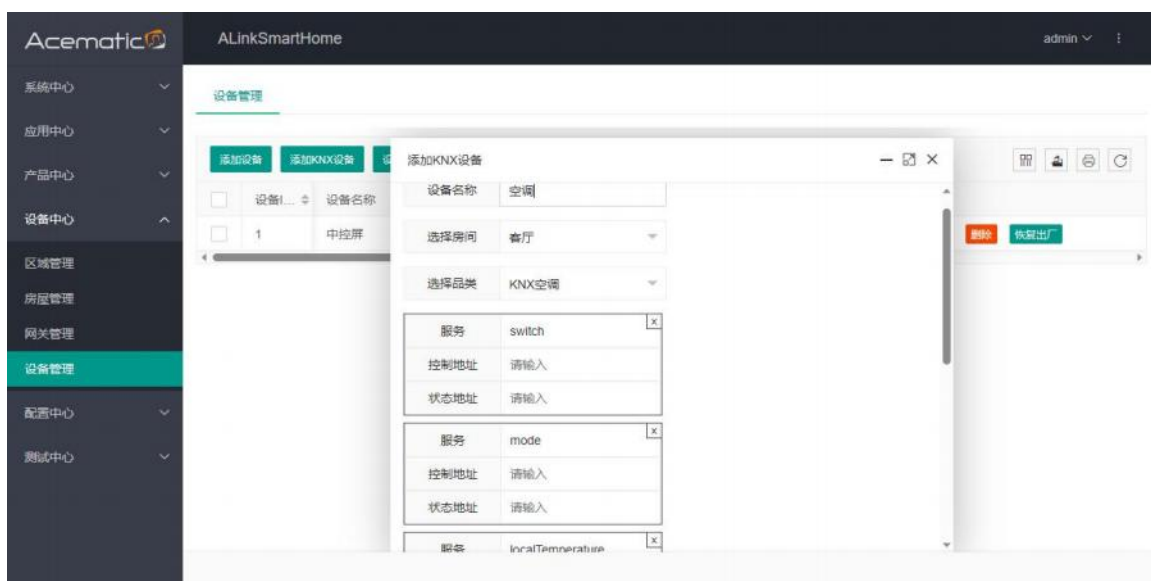 Acematic
ALinkSmartHome
admin
系统中心
应用中心
产品中心
设备中心
区域管理
房屋管理
网关管理
设备管理
配置中心
测试中心
设备管理
添加设备 添加KNX设备 设
设备I... 设备名称
1 中控屏
删除 恢复出厂
添加KNX设备
设备名称 空调
选择房间 客厅
选择品类 KNX空调
服务 switch x
控制地址 请输入
状态地址 请输入
服务 mode x
控制地址 请输入
状态地址 请输入
服务 localTemperature x